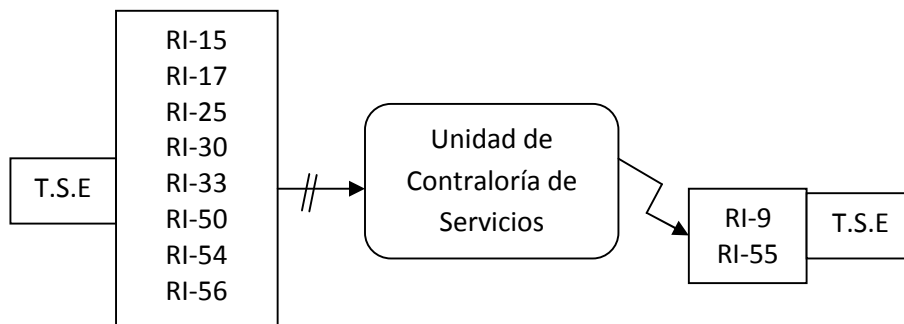 T.S.E
RI-15
RI-17
RI-25
RI-30
RI-33
RI-50
RI-54
RI-56
Unidad de
Contraloría de
Servicios
RI-9
RI-55
T.S.E